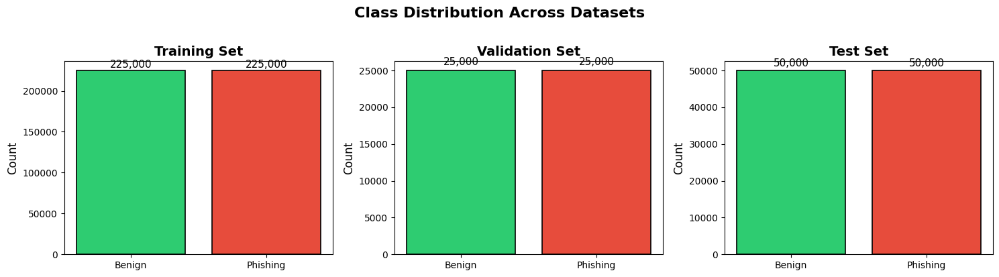 Class Distribution Across Datasets
Training Set
225,000
225,000
Count
200000
150000
100000
50000
0
Benign
Phishing
Validation Set
25,000
25,000
Count
25000
20000
15000
10000
5000
0
Benign
Phishing
Test Set
50,000
50,000
Count
50000
40000
30000
20000
10000
0
Benign
Phishing